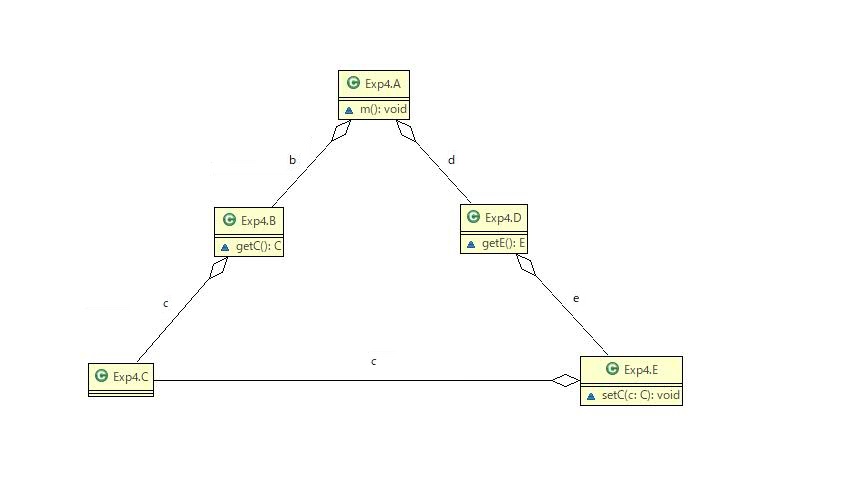 Exp4.A
m(): void
b
d
Exp4.B
getC(): C
Exp4.D
getE(): E
c
e
Exp4.C
c
Exp4.E
setC(c: C): void